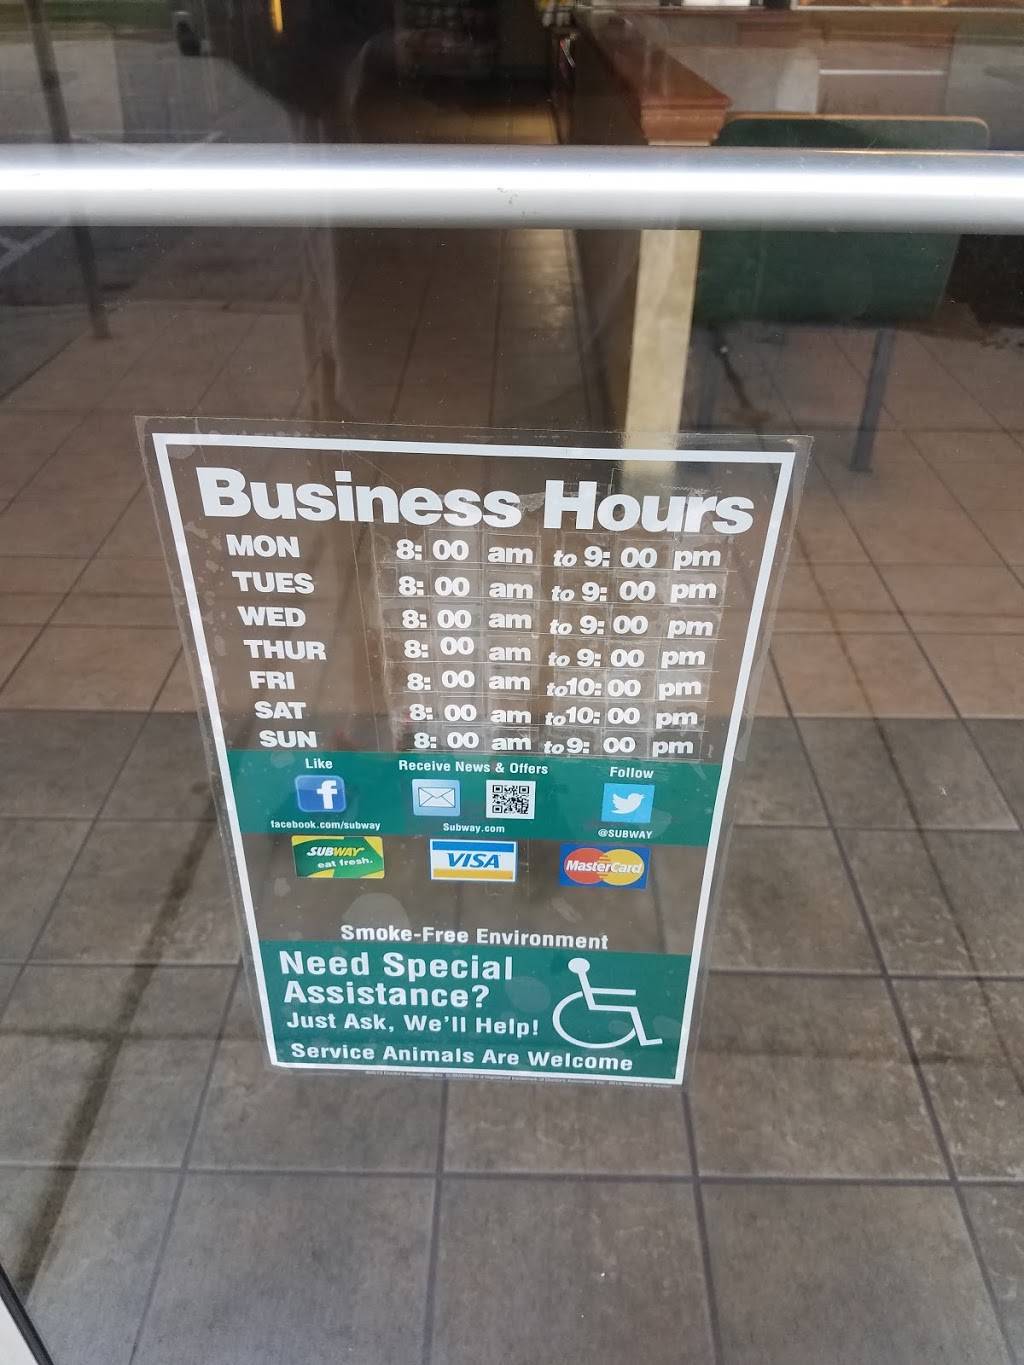 Business Hours
MON 8: 00 am to 9: 00 pm
TUES 8: 00 am to 9: 00 pm
WED 8: 00 am to 9: 00 pm
THUR 8: 00 am to 9: 00 pm
FRI 8: 00 am to 10: 00 pm
SAT 8: 00 am to 10: 00 pm
SUN 8: 00 am to 9: 00 pm
Like Receive News & Offers Follow
facebook.com/subway Subway.com @SUBWAY
SUBWAY VISA MasterCard
eat fresh.
Smoke-Free Environment
Need Special
Assistance?
Just Ask, We'll Help!
Service Animals Are Welcome